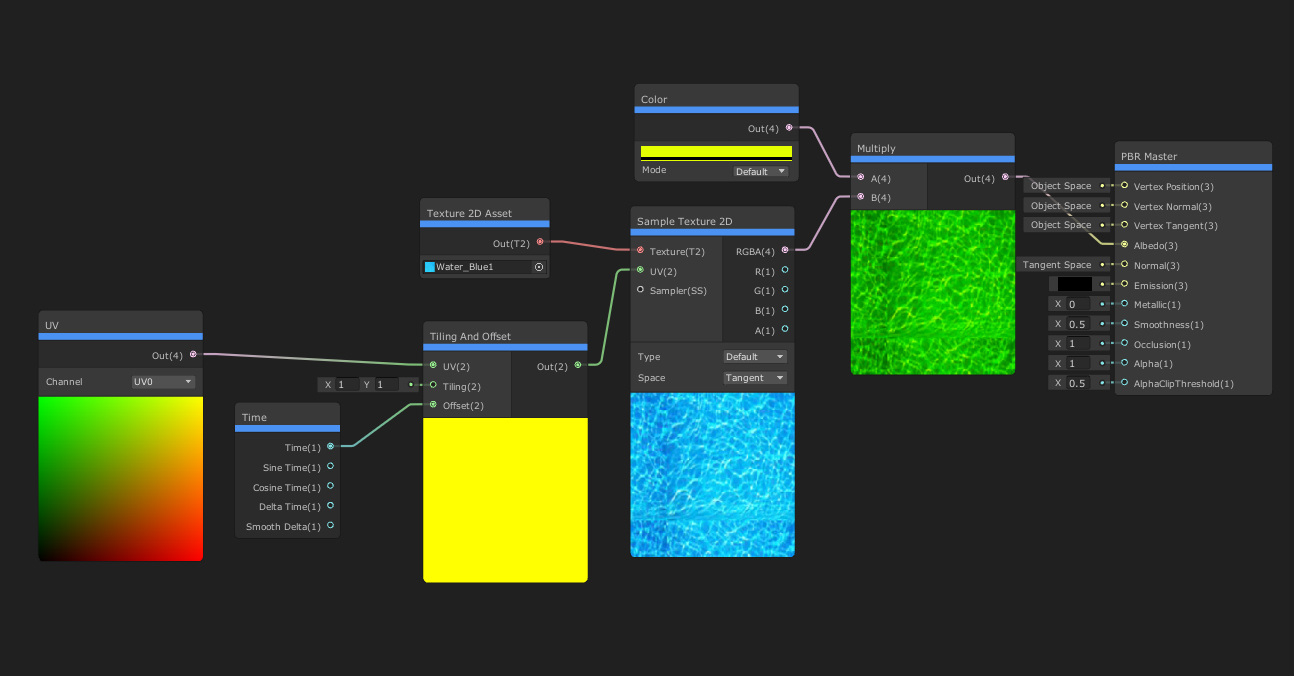 Color
Out(4)
Mode
Default
Multiply
A(4)
Out(4)
B(4)
PBR Master
Object Space
Vertex Position(3)
Object Space
Vertex Normal(3)
Object Space
Vertex Tangent(3)
Albedo(3)
Tangent Space
Normal(3)
Emission(3)
X 0
Metallic(1)
X 0.5
Smoothness(1)
X 1
Occlusion(1)
X 1
Alpha(1)
X 0.5
AlphaClipThreshold(1)
Texture 2D Asset
Out(T2)
Water_Blue1
Sample Texture 2D
Texture(T2)
RGBA(4)
UV(2)
R(1)
Sampler(SS)
G(1)
B(1)
A(1)
Type
Default
Space
Tangent
UV
Out(4)
Channel
UV0
Tiling And Offset
UV(2)
Out(2)
X 1 Y 1
Tiling(2)
Offset(2)
Time
Time(1)
Sine Time(1)
Cosine Time(1)
Delta Time(1)
Smooth Delta(1)